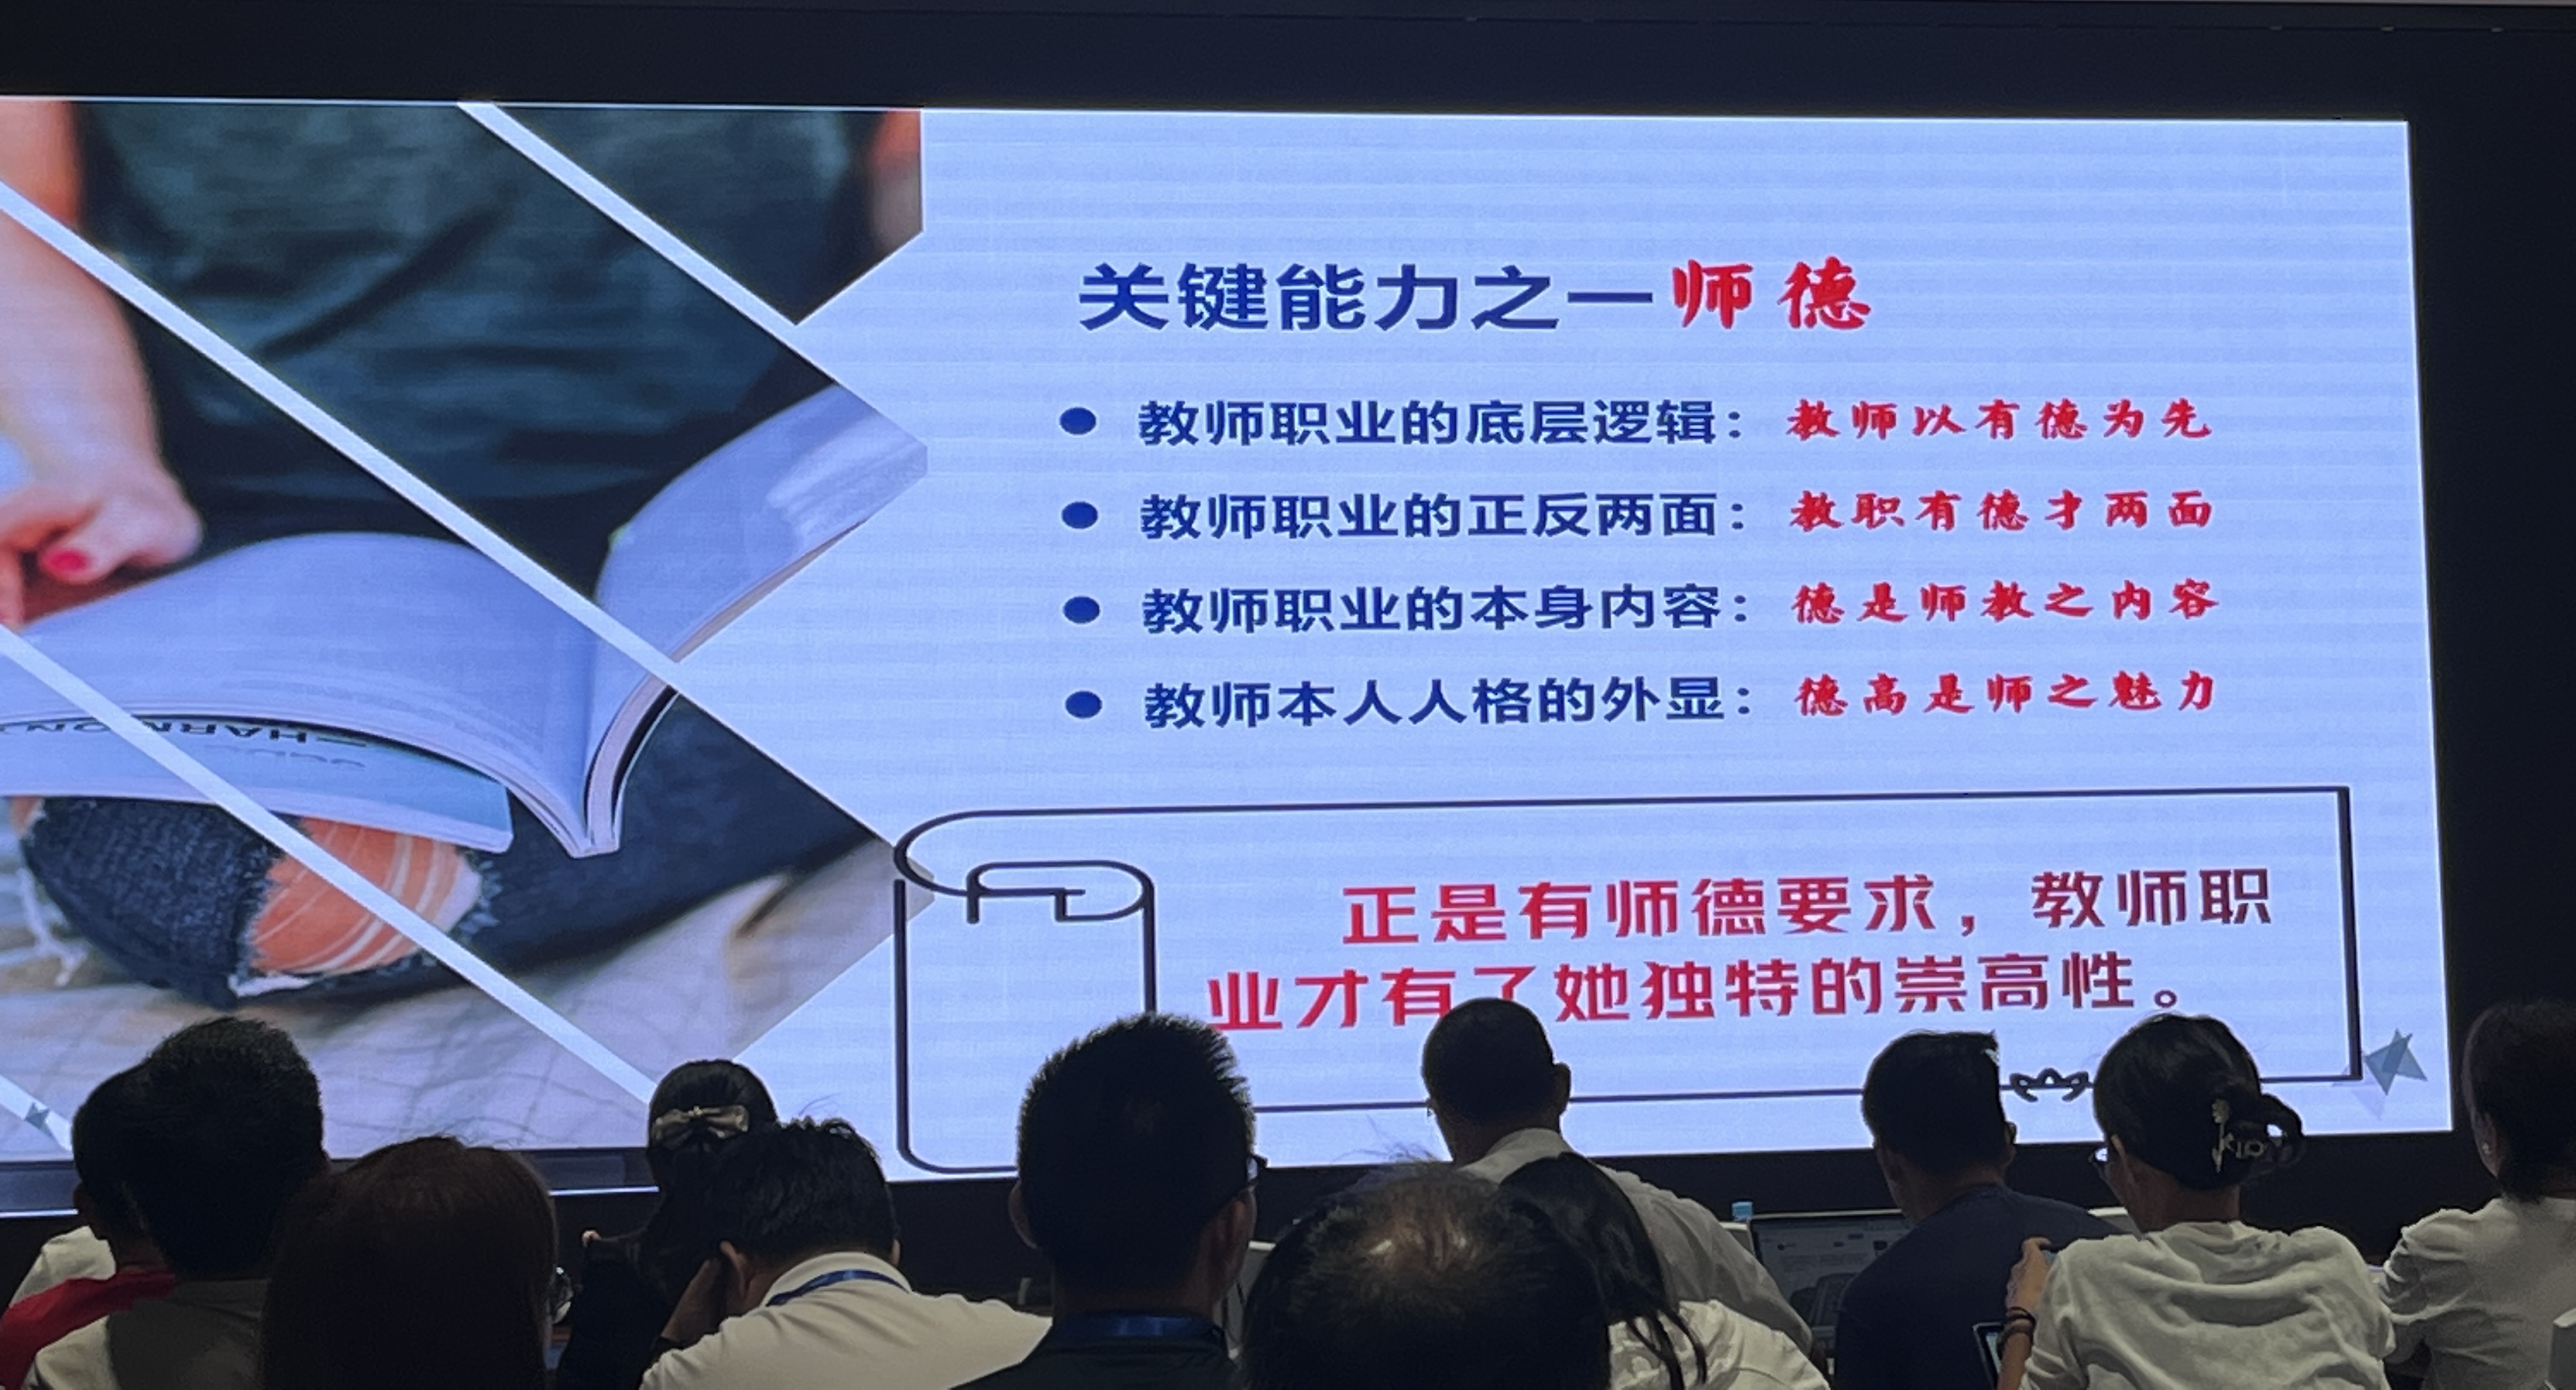 关键能力之一师德
教师职业的底层逻辑：教师以有德为先
教师职业的正反两面：教职有德才两面
教师职业的本身内容：德是师教之内容
教师本人人格的外显：德高是师之魅力
正是有师德要求，教师职
业才有了她独特的崇高性。